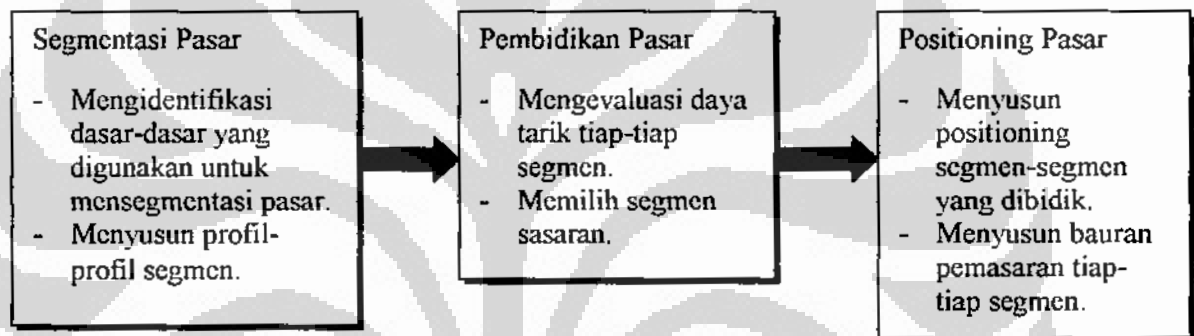 Segmentasi Pasar
- Mengidentifikasi
dasar-dasar yang
digunakan untuk
mensegmentasi pasar.
- Menyusun profil-
profil segmen.
Pembidikan Pasar
- Mengevaluasi daya
tarik tiap-tiap
segmen.
- Memilih segmen
sasaran.
Positioning Pasar
- Menyusun
positioning
segmen-segmen
yang dibidik.
- Menyusun bauran
pemasaran tiap-
tiap segmen.